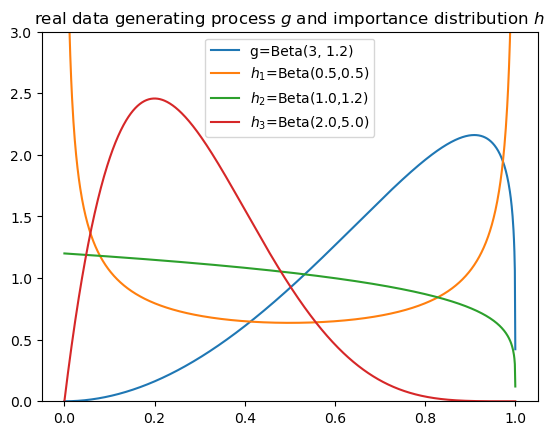 real data generating process g and importance distribution h
g=Beta(3, 1.2)
h₁=Beta(0.5,0.5)
h₂=Beta(1.0,1.2)
h₃=Beta(2.0,5.0)
3.0
2.5
2.0
1.5
1.0
0.5
0.0
0.0 0.2 0.4 0.6 0.8 1.0